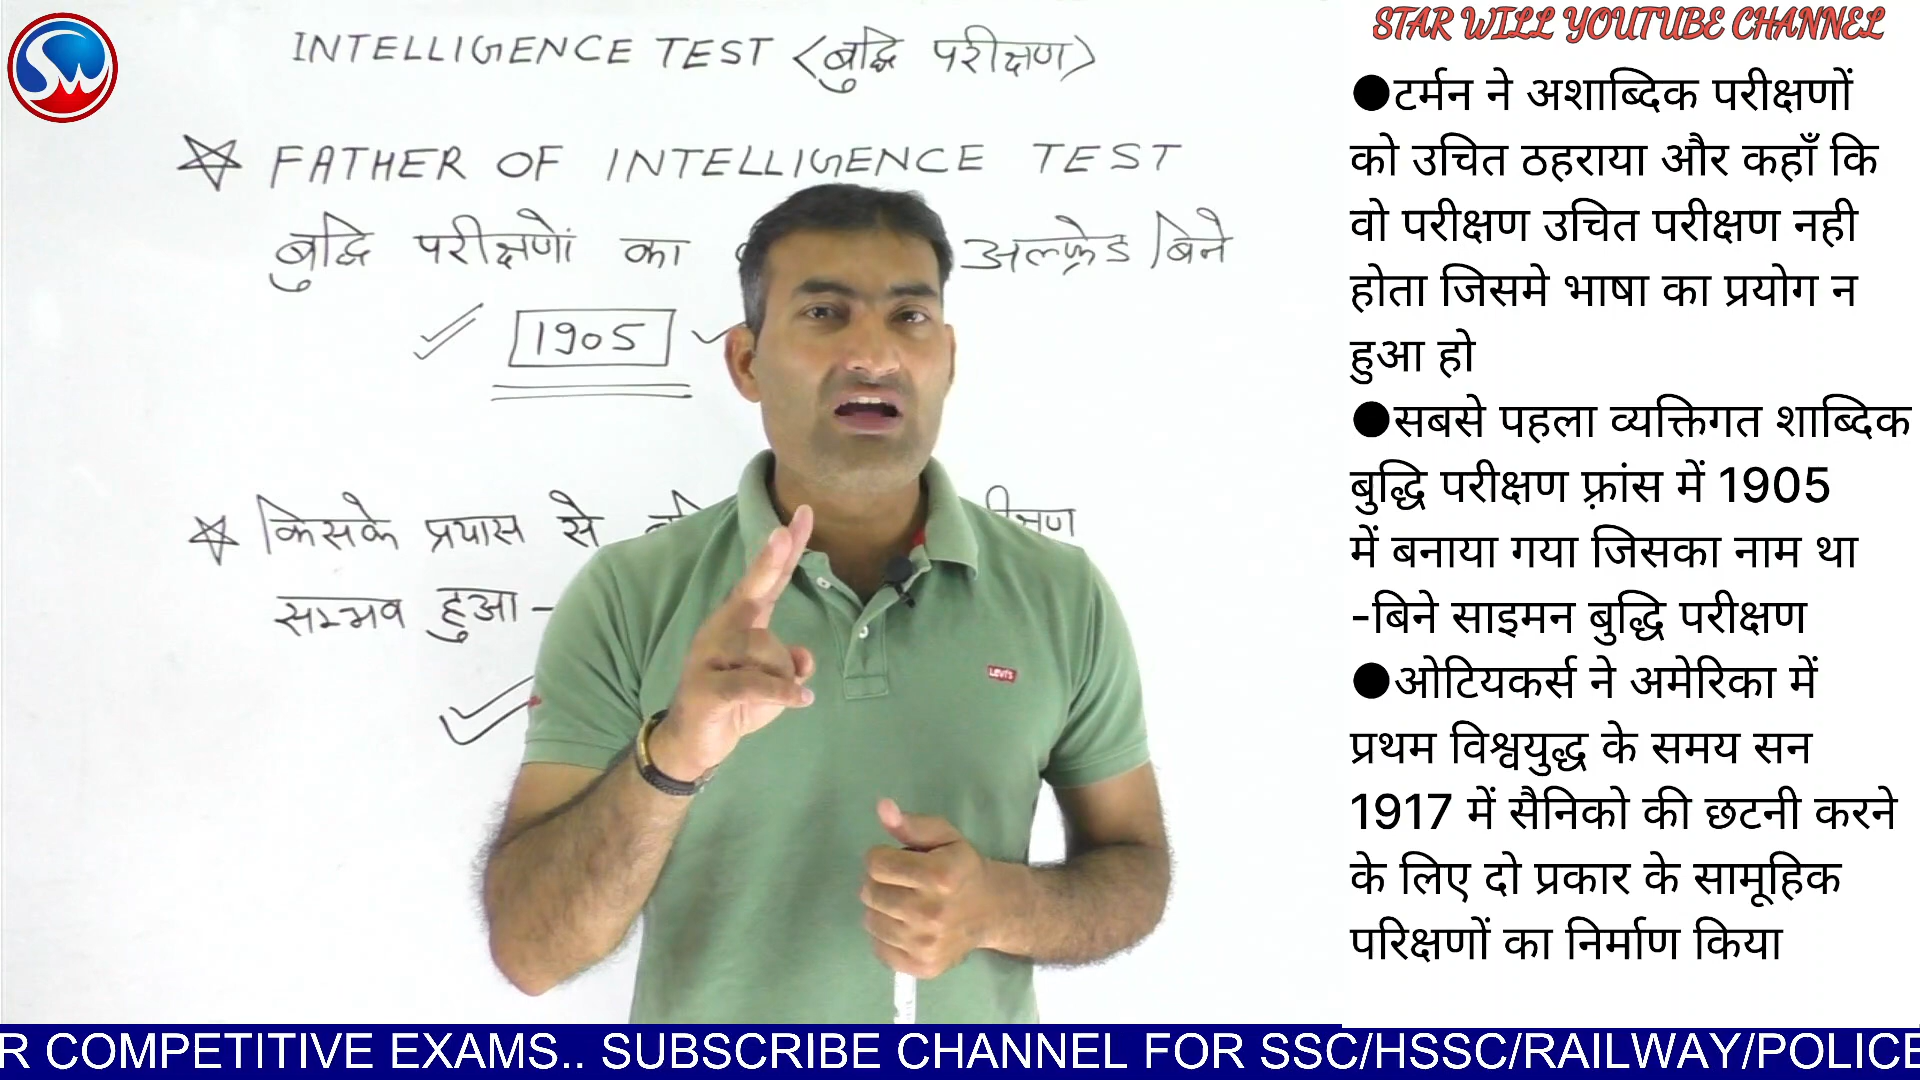 SW
INTELLIGENCE TEST (बुद्धि परीक्षण)
FATHER OF INTELLIGENCE TEST
बुद्धि परीक्षणों का अल्फ्रेड बिने
1905
किसके प्रयास से
सम्भव हुआ -
LEVI'S
STAR WILL YOUTUBE CHANNEL
●टर्मन ने अशाब्दिक परीक्षणों
को उचित ठहराया और कहाँ कि
वो परीक्षण उचित परीक्षण नही
होता जिसमे भाषा का प्रयोग न
हुआ हो
●सबसे पहला व्यक्तिगत शाब्दिक
बुद्धि परीक्षण फ़्रांस में 1905
में बनाया गया जिसका नाम था
-बिने साइमन बुद्धि परीक्षण
●ओटियकर्स ने अमेरिका में
प्रथम विश्वयुद्ध के समय सन
1917 में सैनिको की छटनी करने
के लिए दो प्रकार के सामूहिक
परिक्षणों का निर्माण किया
R COMPETITIVE EXAMS.. SUBSCRIBE CHANNEL FOR SSC/HSSC/RAILWAY/POLICE